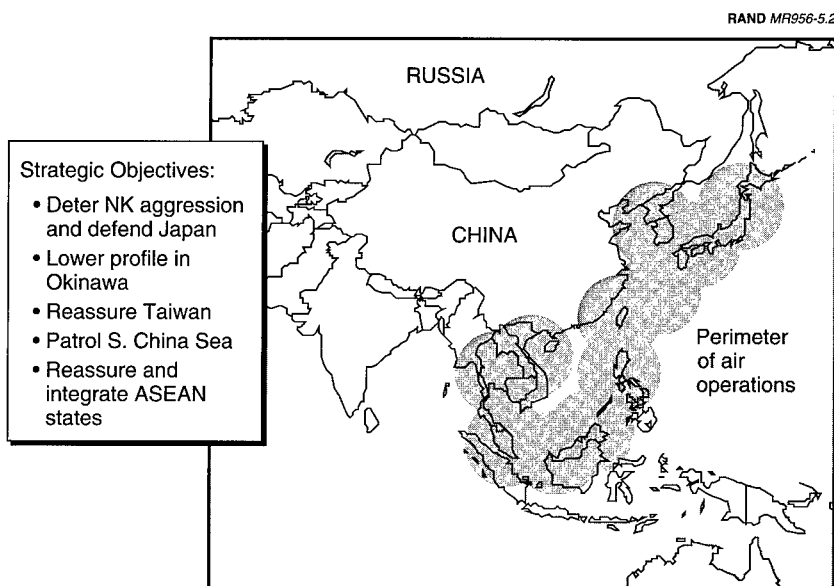 RAND MR956-5.2
RUSSIA
Strategic Objectives:
• Deter NK aggression
and defend Japan
• Lower profile in
Okinawa
• Reassure Taiwan
• Patrol S. China Sea
• Reassure and
integrate ASEAN
states
CHINA
Perimeter
of air
operations